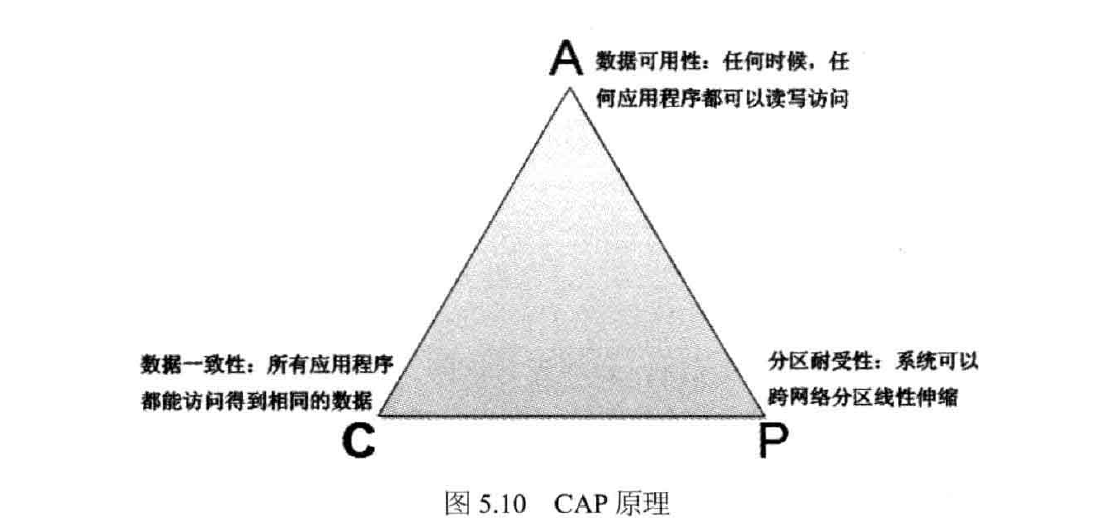 A
数据可用性：任何时候，任
何应用程序都可以读写访问
数据一致性：所有应用程序
都能访问得到相同的数据
C
分区耐受性：系统可以
跨网络分区线性伸缩
P
图 5.10 CAP 原理